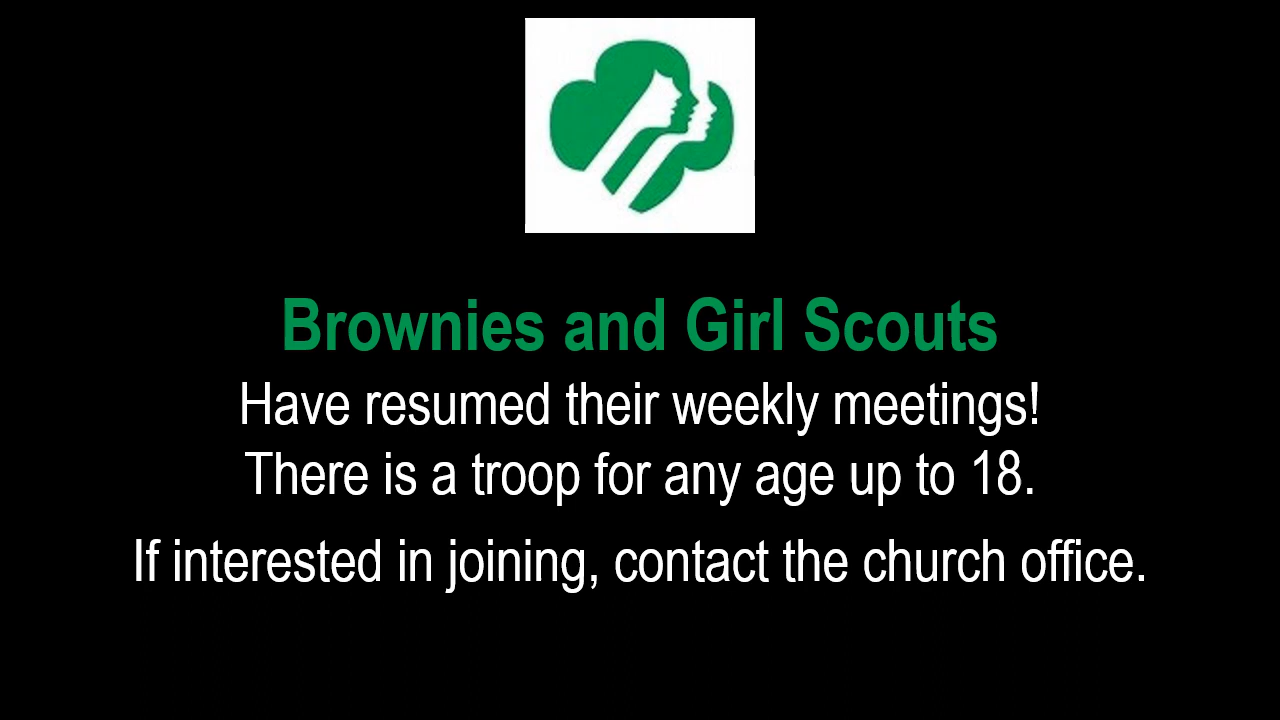 Brownies and Girl Scouts
Have resumed their weekly meetings!
There is a troop for any age up to 18.
If interested in joining, contact the church office.